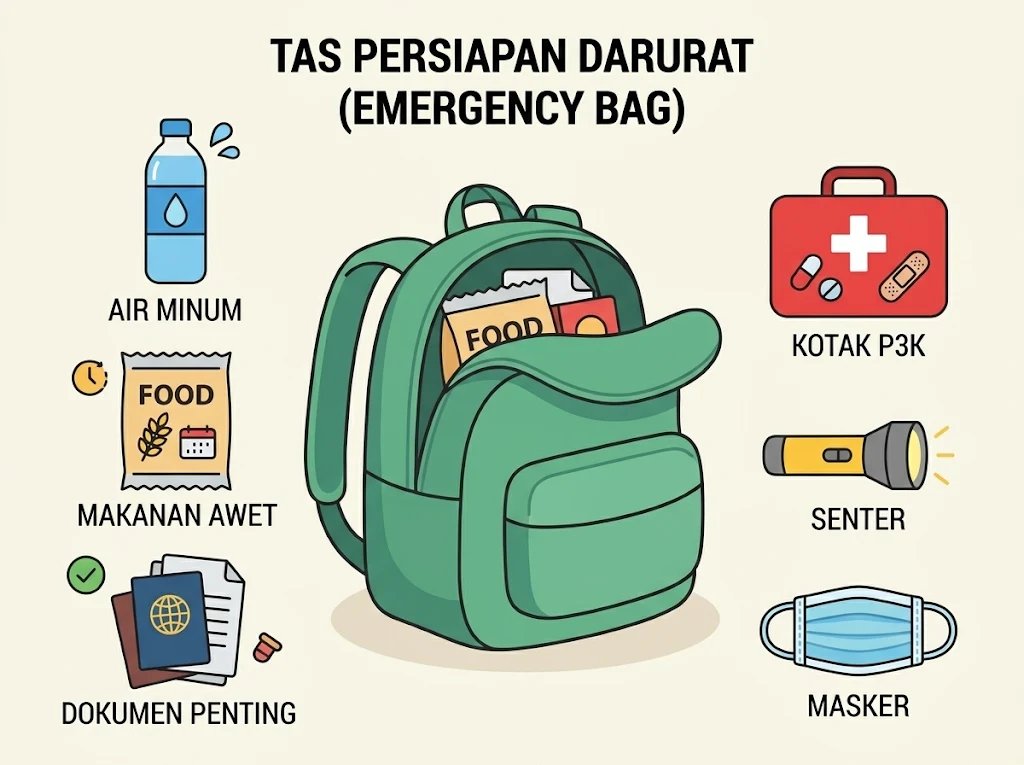 TAS PERSIAPAN DARURAT
(EMERGENCY BAG)
AIR MINUM
FOOD
MAKANAN AWET
DOKUMEN PENTING
FOOD
KOTAK P3K
SENTER
MASKER